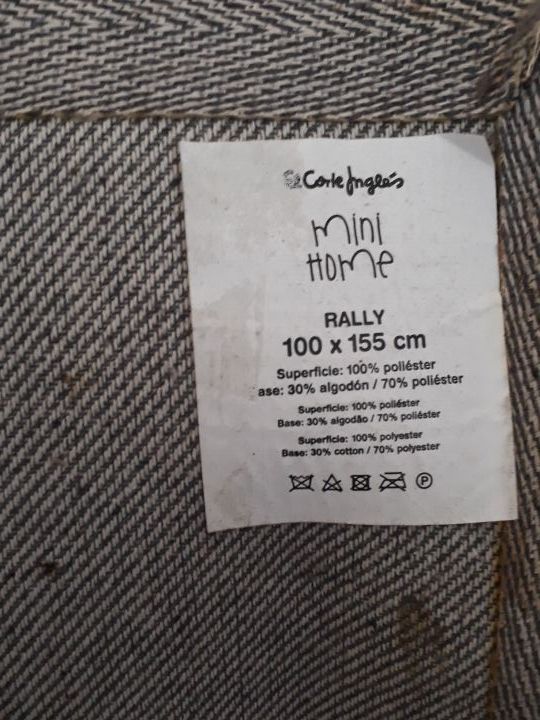 El Corte Inglés
mini
HOME
RALLY
100 x 155 cm
Superficie: 100% poliéster
ase: 30% algodón / 70% poliéster
Superficie: 100% poliéster
Base: 30% algodão / 70% poliéster
Superficie: 100% polyester
Base: 30% cotton / 70% polyester
P